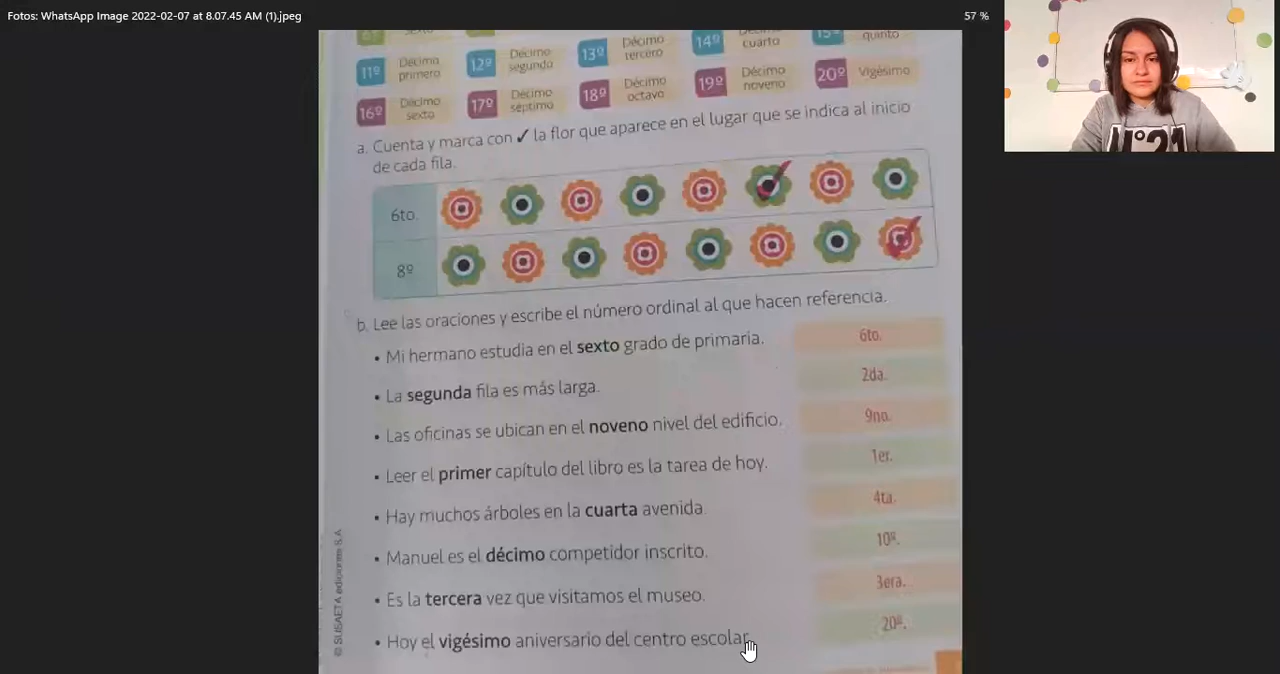 Fotos: WhatsApp Image 2022-02-07 at 8.07.45 AM (1).jpeg
57 %
6º sexto
14º cuarto
15º quinto
11º Décimo primero
12º Décimo segundo
13º Décimo tercero
16º Décimo sexto
17º Décimo séptimo
18º Décimo octavo
19º Décimo noveno
20º Vigésimo
a. Cuenta y marca con ✓ la flor que aparece en el lugar que se indica al inicio
de cada fila.
6to.
8º
b. Lee las oraciones y escribe el número ordinal al que hacen referencia.
• Mi hermano estudia en el sexto grado de primaria. 6to.
• La segunda fila es más larga. 2da.
• Las oficinas se ubican en el noveno nivel del edificio. 9no.
• Leer el primer capítulo del libro es la tarea de hoy. 1er.
• Hay muchos árboles en la cuarta avenida. 4ta.
• Manuel es el décimo competidor inscrito. 10º.
• Es la tercera vez que visitamos el museo. 3era.
• Hoy el vigésimo aniversario del centro escolar. 20º.
© SUSAETA ediciones S.A
Nº21